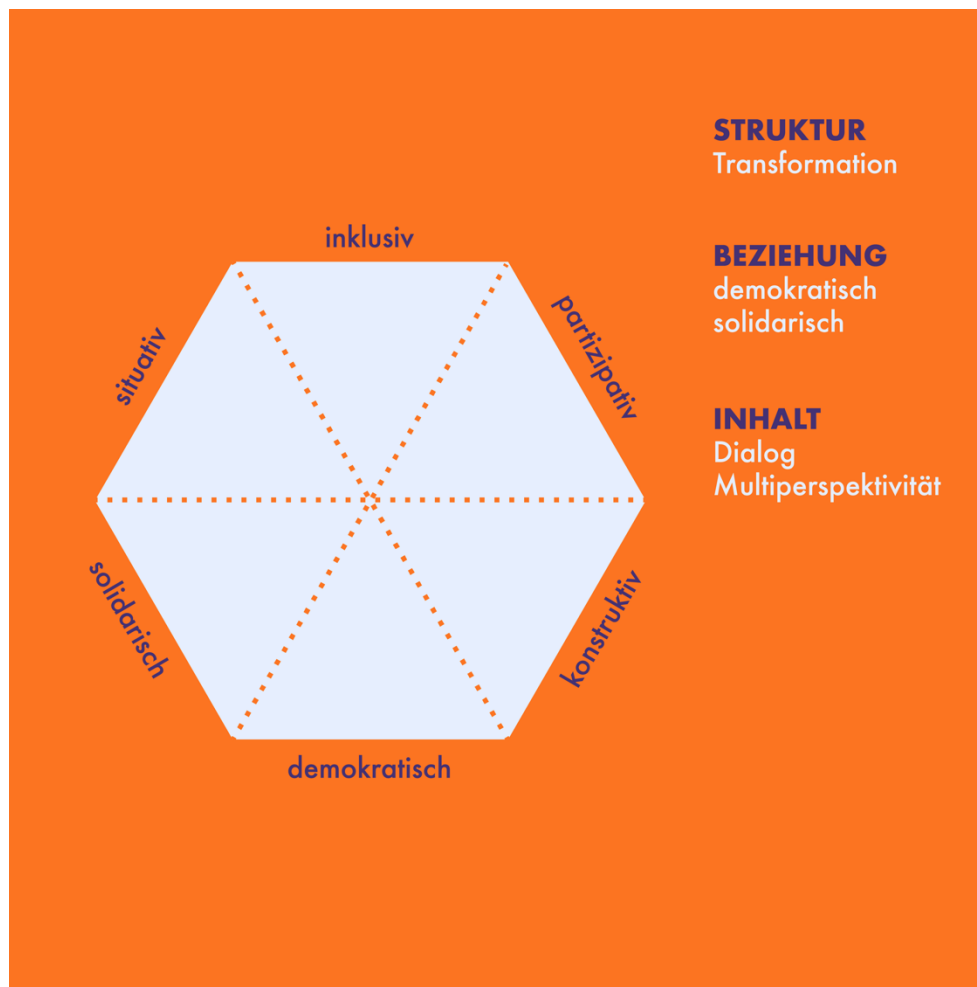 inklusiv
partizipativ
konstruktiv
demokratisch
solidarisch
situativ
STRUKTUR
Transformation
BEZIEHUNG
demokratisch
solidarisch
INHALT
Dialog
Multiperspektivität